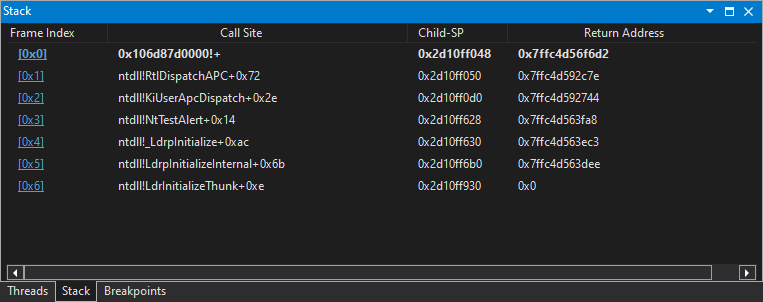 Stack
Frame Index Call Site Child-SP Return Address
[0x0] 0x106d87d0000!+ 0x2d10ff048 0x7ffc4d56f6d2
[0x1] ntdll!RtlDispatchAPC+0x72 0x2d10ff050 0x7ffc4d592c7e
[0x2] ntdll!KiUserApcDispatch+0x2e 0x2d10ff0d0 0x7ffc4d592744
[0x3] ntdll!NtTestAlert+0x14 0x2d10ff628 0x7ffc4d563fa8
[0x4] ntdll!_LdrpInitialize+0xac 0x2d10ff630 0x7ffc4d563ec3
[0x5] ntdll!LdrpInitializeInternal+0x6b 0x2d10ff6b0 0x7ffc4d563dee
[0x6] ntdll!LdrInitializeThunk+0xe 0x2d10ff930 0x0
Threads Stack Breakpoints